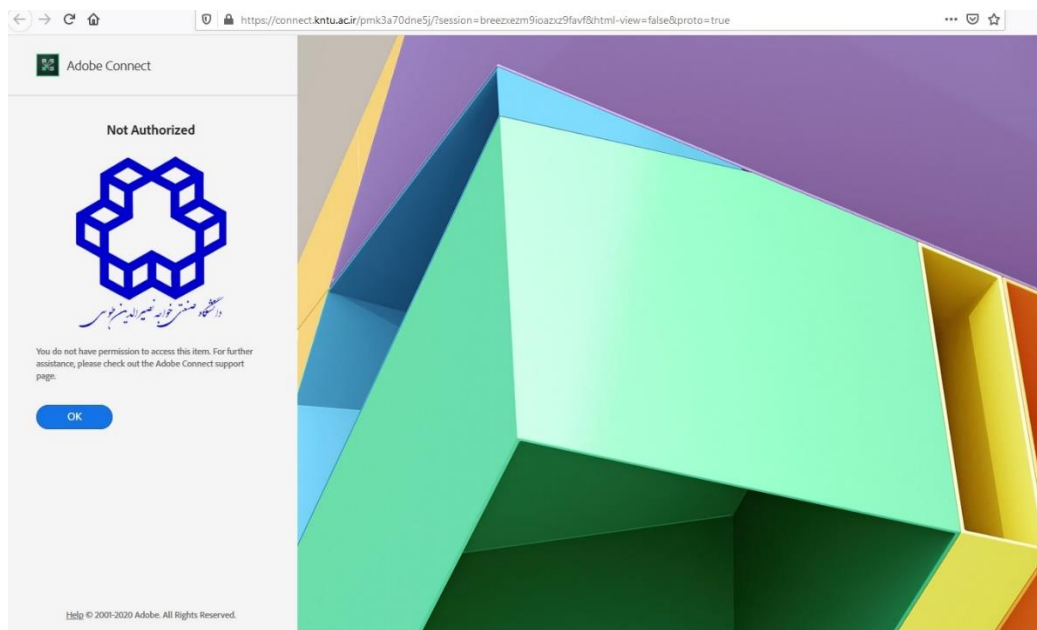 https://connect.kntu.ac.ir/pmk3a70dne5j/?session=breezxezm9ioazxz9favf&html-view=false&proto=true
Adobe Connect
Not Authorized
دانشگاه صنعتی خواجه نصیرالدین طوسی
You do not have permission to access this item. For further
assistance, please check out the Adobe Connect support
page.
OK
Help © 2001-2020 Adobe. All Rights Reserved.